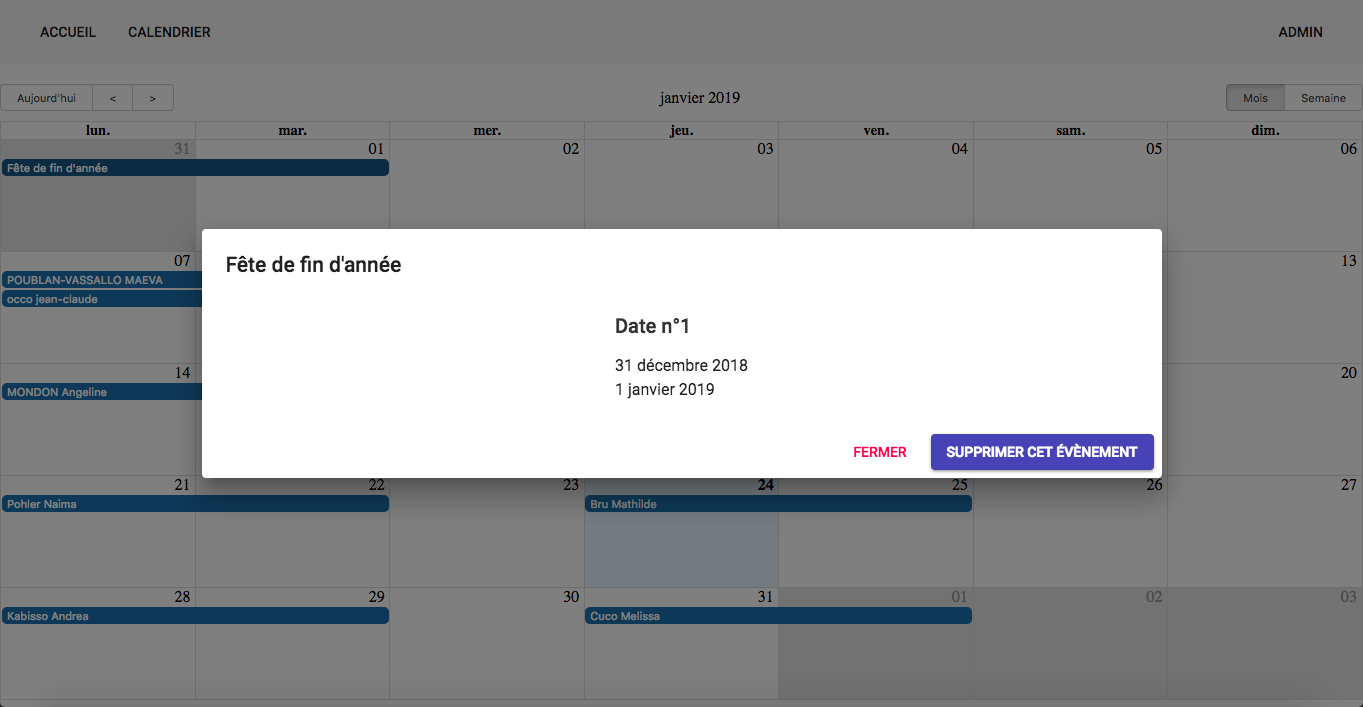 ACCUEIL CALENDRIER ADMIN
Aujourd'hui < > janvier 2019 Mois Semaine
lun. mar. mer. jeu. ven. sam. dim.
31 01 02 03 04 05 06
Fête de fin d'année
07 13
POUBLAN-VASSALLO MAEVA
occo jean-claude
Fête de fin d'année
Date n°1
31 décembre 2018
1 janvier 2019
FERMER SUPPRIMER CET ÉVÈNEMENT
14 20
MONDON Angeline
21 22 23 24 25 26 27
Pohler Naima Bru Mathilde
28 29 30 31 01 02 03
Kabisso Andrea Cuco Melissa